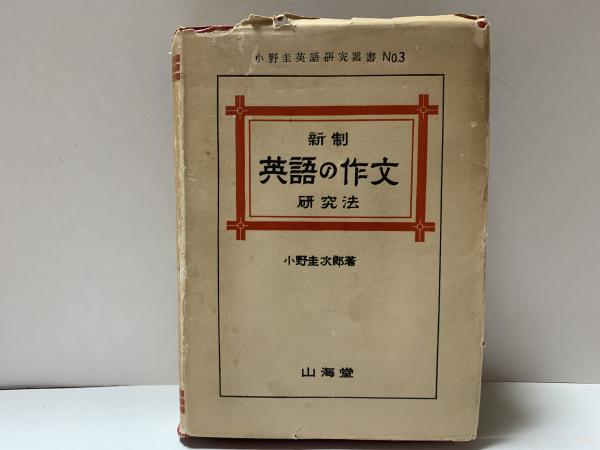 小野圭英語研究叢書 No.3
新制
英語の作文
研究法
小野圭次郎著
山海堂